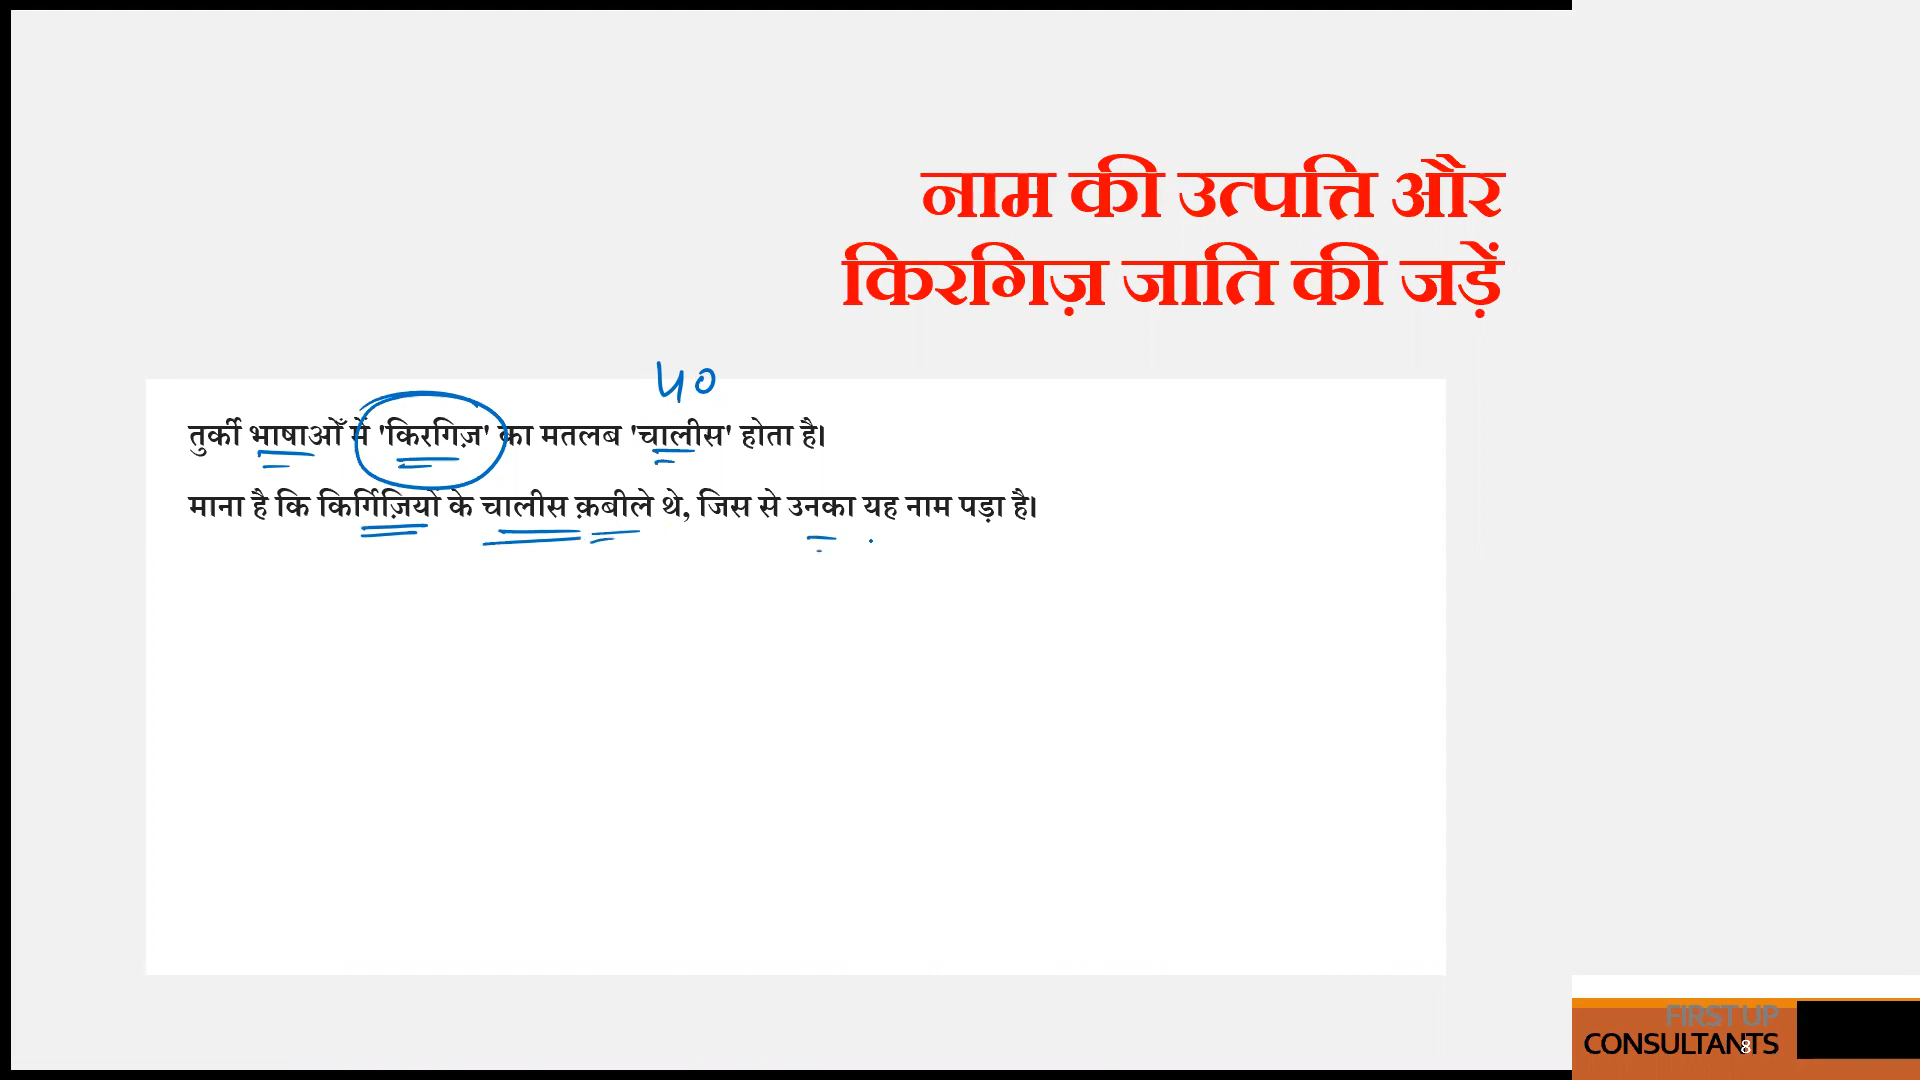 नाम की उत्पत्ति और
किरगिज़ जाति की जड़ें
40
तुर्की भाषाओँ में 'किरगिज़' का मतलब 'चालीस' होता है।
माना है कि किर्गिज़ियों के चालीस क़बीले थे, जिस से उनका यह नाम पड़ा है।
FIRST UP
CONSULTANTS
8